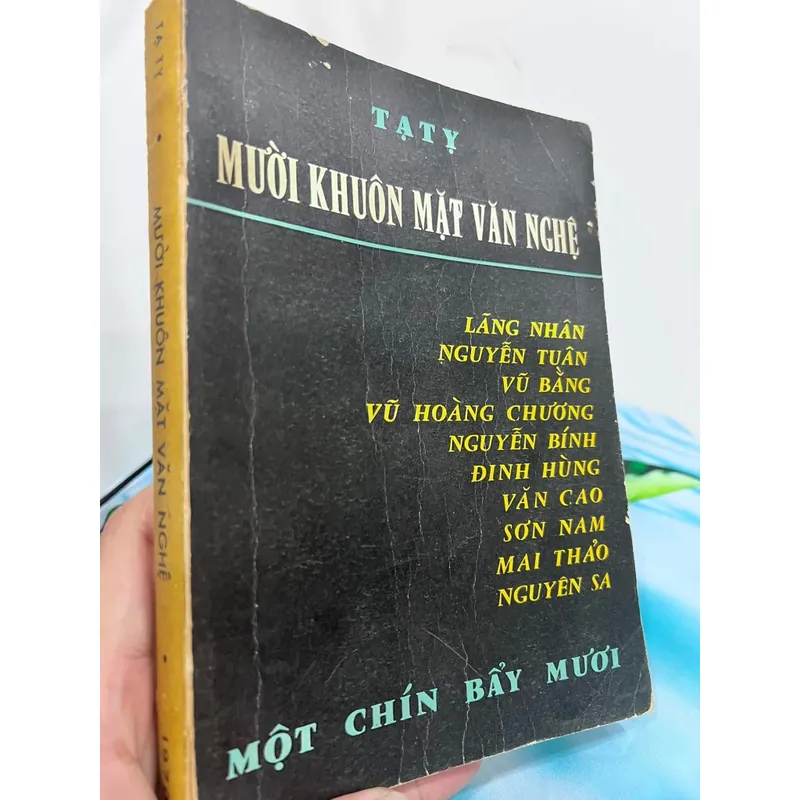 TẠ TỴ
MƯỜI KHUÔN MẶT VĂN NGHỆ
LÃNG NHÂN
NGUYỄN TUÂN
VŨ BẰNG
VŨ HOÀNG CHƯƠNG
NGUYỄN BÍNH
ĐINH HÙNG
VĂN CAO
SƠN NAM
MAI THẢO
NGUYÊN SA
MỘT CHÍN BẨY MƯƠI
TẠ TỴ • MƯỜI KHUÔN MẶT VĂN NGHỆ •